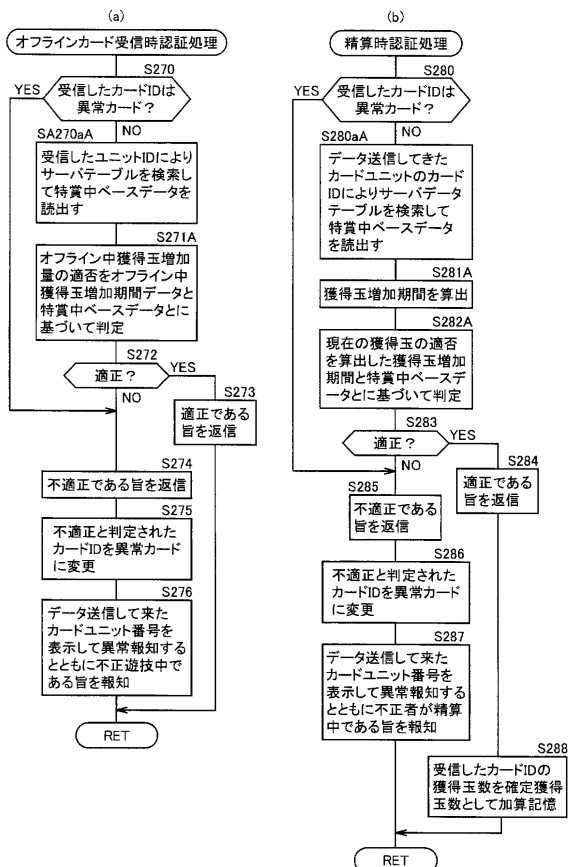 (a)
オフラインカード受信時認証処理
S270
YES
受信したカードIDは
異常カード？
NO
SA270aA
受信したユニットIDにより
サーバテーブルを検索し
て特賞中ベースデータを
読出す
S271A
オフライン中獲得玉増加
量の適否をオフライン中
獲得玉増加期間データと
特賞中ベースデータとに
基づいて判定
S272
適正？
YES
NO
S273
適正である
旨を返信
S274
不適正である旨を返信
S275
不適正と判定された
カードIDを異常カード
に変更
S276
データ送信して来た
カードユニット番号を
表示して異常報知する
とともに不正遊技中で
ある旨を報知
RET
(b)
精算時認証処理
S280
YES
受信したカードIDは
異常カード？
NO
S280aA
データ送信してきた
カードユニットのカード
IDによりサーバデータ
テーブルを検索して
特賞中ベースデータ
を読出す
S281A
獲得玉増加期間を算出
S282A
現在の獲得玉の適否
を算出した獲得玉増加
期間と特賞中ベースデ
ータとに基づいて判定
S283
適正？
YES
NO
S284
適正である
旨を返信
S285
不適正である
旨を返信
S286
不適正と判定された
カードIDを異常カード
に変更
S287
データ送信して来た
カードユニット番号を
表示して異常報知する
とともに不正者が精算
中である旨を報知
S288
受信したカードIDの
獲得玉数を確定獲得
玉数として加算記憶
RET